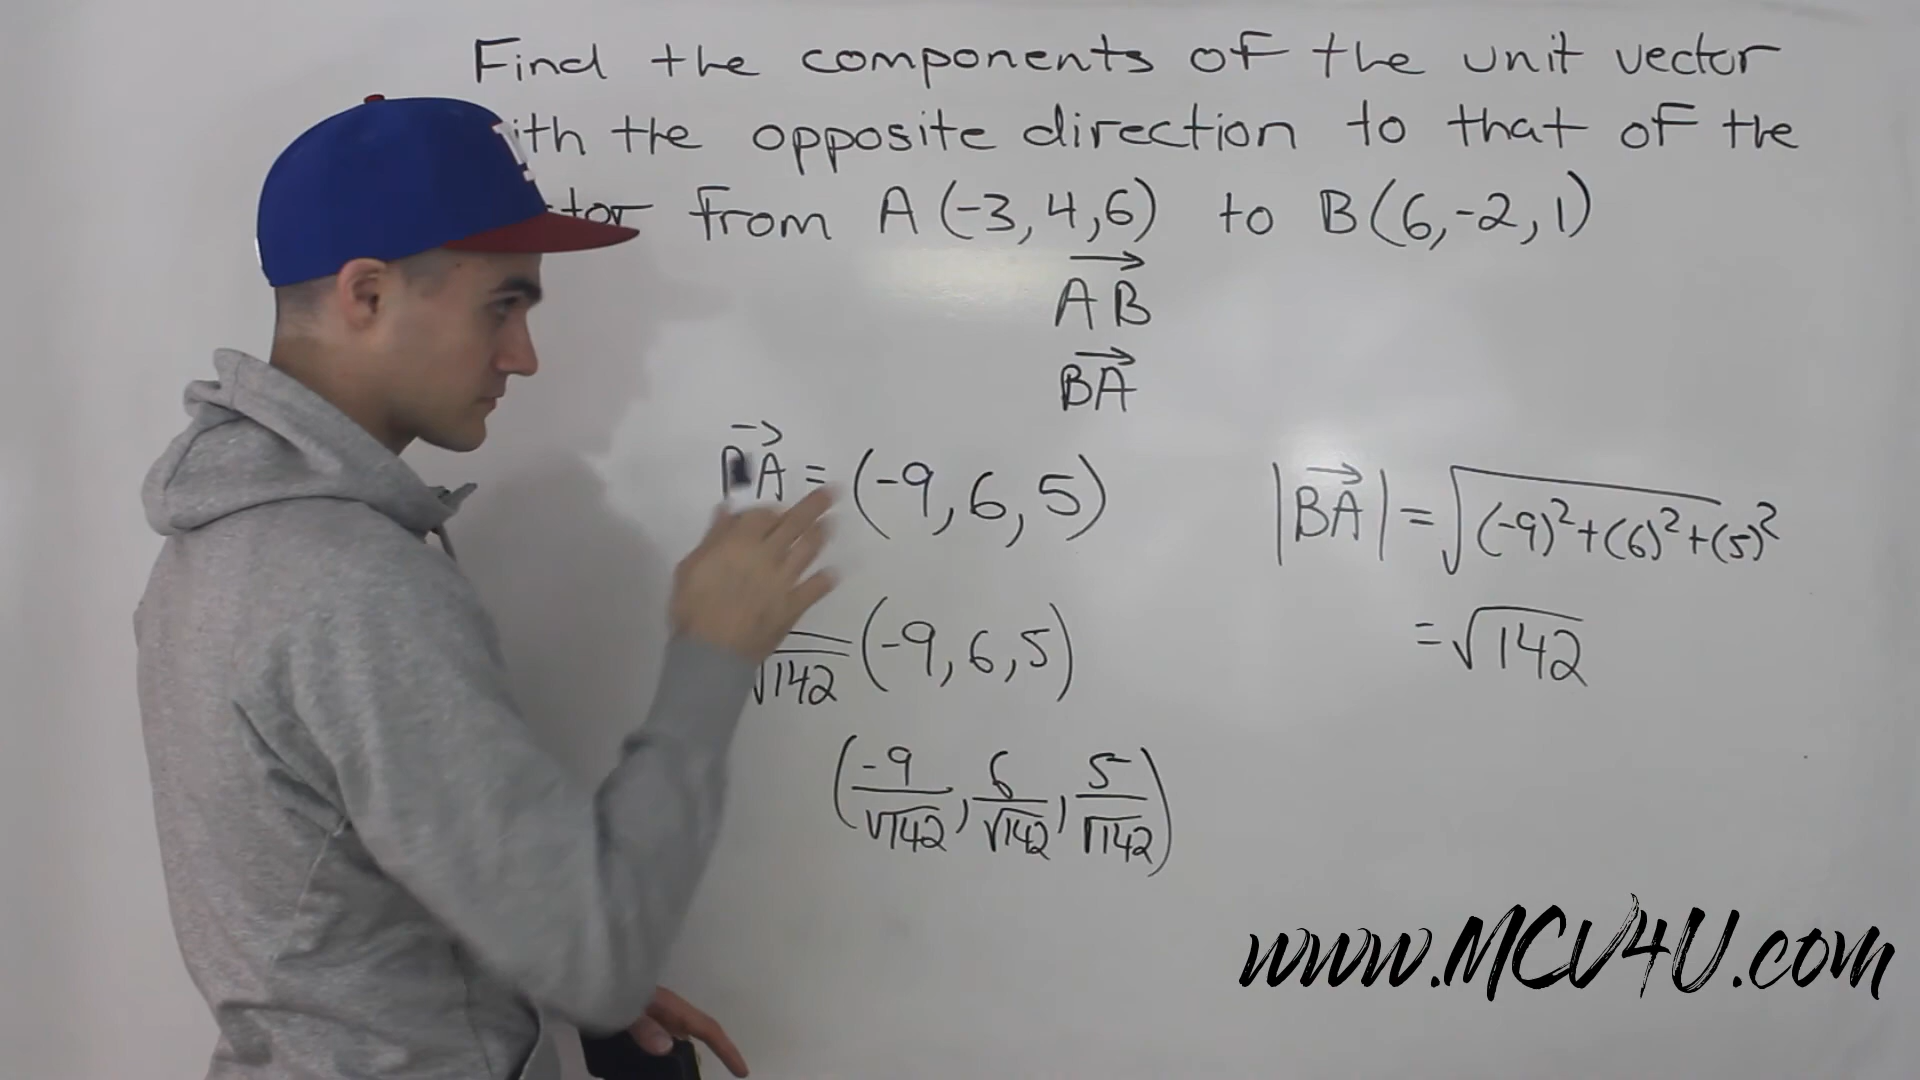 Find the components of the unit vector
ith the opposite direction to that of the
tor from A(-3,4,6) to B(6,-2,1)
→AB
→BA
→BA = (-9,6,5)
|→BA| = √(-9)²+(6)²+(5)²
√142 (-9,6,5)
= √142
(-9/√142, 6/√142, 5/√142)
www.MCV4U.com